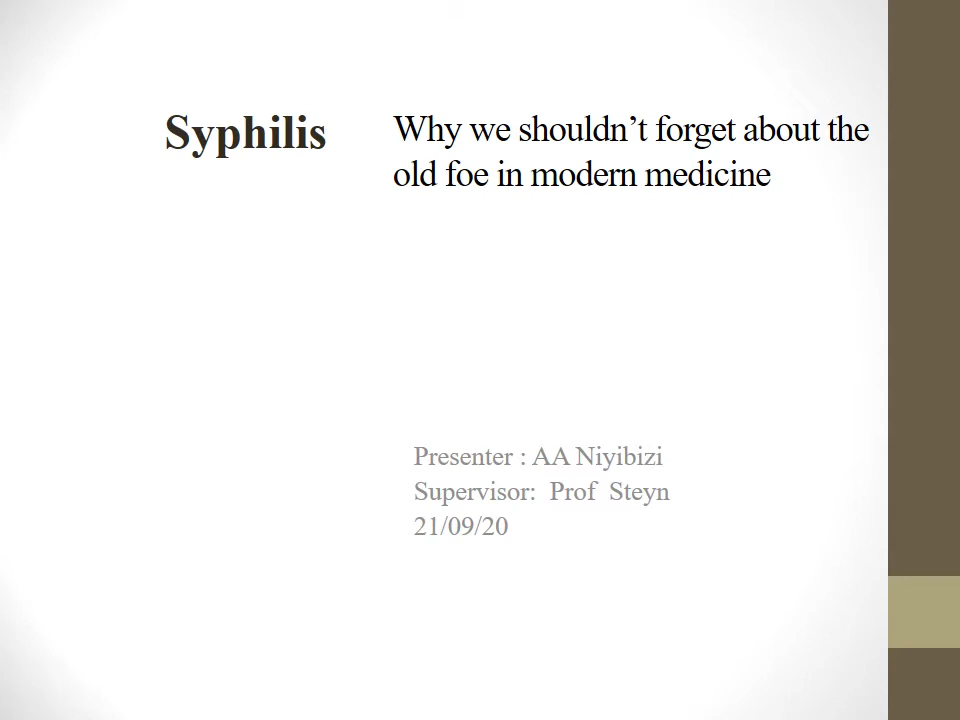 Syphilis
Why we shouldn’t forget about the
old foe in modern medicine
Presenter : AA Niyibizi
Supervisor: Prof Steyn
21/09/20